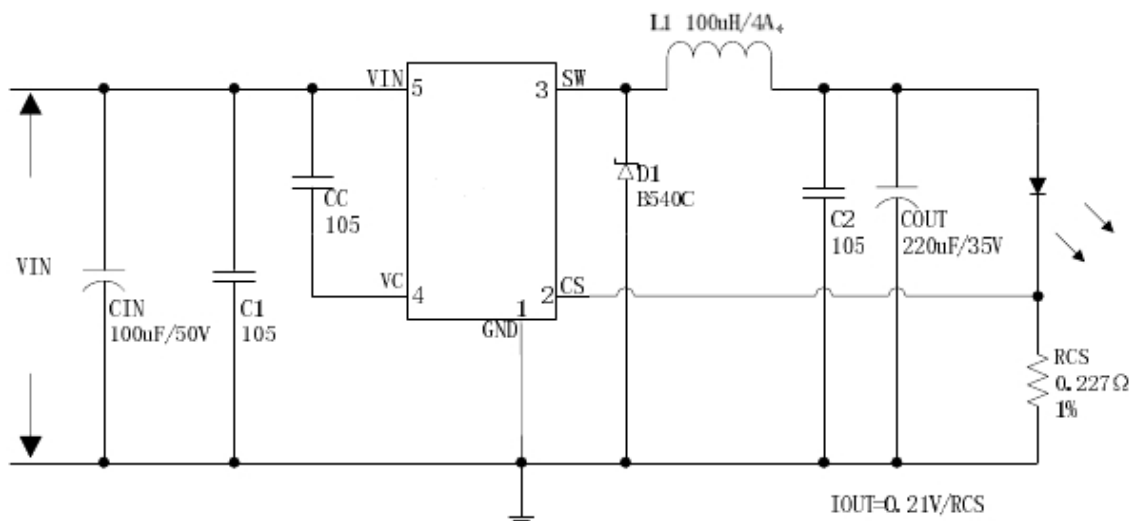 L1 100uH/4A
VIN
5
3
SW
D1
B540C
CC
105
C2
105
COUT
220uF/35V
VIN
VC
4
2
CS
1
GND
CIN
100uF/50V
C1
105
RCS
0.227Ω
1%
IOUT=0.21V/RCS